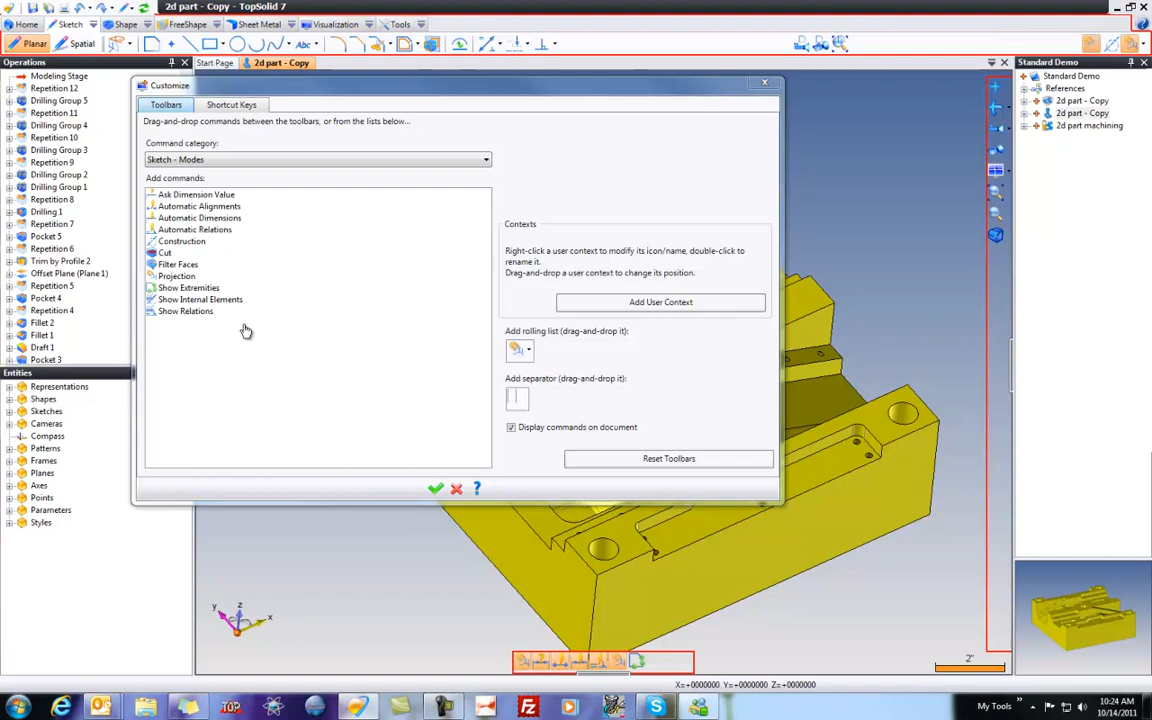 2d part - Copy - TopSolid 7
Home Sketch Shape FreeShape Sheet Metal Visualization Tools
Planar Spatial Abc
Operations
Modeling Stage
Repetition 12
Drilling Group 5
Repetition 11
Drilling Group 4
Repetition 10
Drilling Group 3
Repetition 9
Drilling Group 2
Drilling Group 1
Repetition 8
Drilling 1
Repetition 7
Pocket 5
Repetition 6
Trim by Profile 2
Offset Plane (Plane 1)
Repetition 5
Pocket 4
Repetition 4
Fillet 2
Fillet 1
Draft 1
Pocket 3
Entities
Representations
Shapes
Sketches
Cameras
Compass
Patterns
Frames
Planes
Axes
Points
Parameters
Styles
Start Page 2d part - Copy
Customize
Toolbars Shortcut Keys
Drag-and-drop commands between the toolbars, or from the lists below...
Command category:
Sketch - Modes
Add commands:
Ask Dimension Value
Automatic Alignments
Automatic Dimensions
Automatic Relations
Construction
Cut
Filter Faces
Projection
Show Extremities
Show Internal Elements
Show Relations
Contexts
Right-click a user context to modify its icon/name, double-click to
rename it.
Drag-and-drop a user context to change its position.
Add User Context
Add rolling list (drag-and-drop it):
Add separator (drag-and-drop it):
Display commands on document
Reset Toolbars
Standard Demo
Standard Demo
References
2d part - Copy
2d part - Copy
2d part machining
y z x
2"
X=+0000000 Y=+0000000 Z=+0000000
TOP
My Tools
10:24 AM
10/14/2011